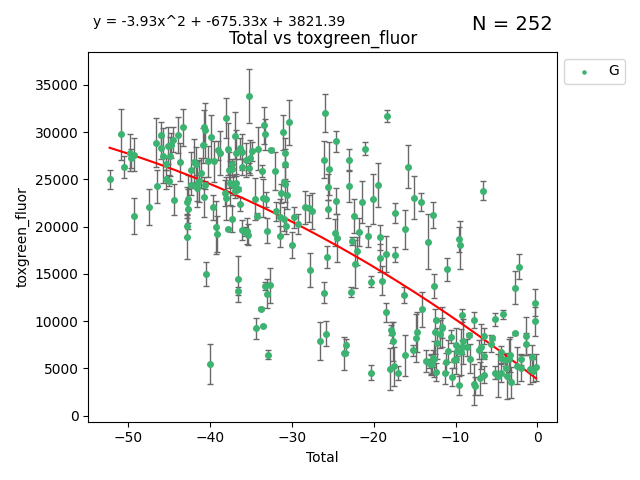 y = -3.93x^2 + -675.33x + 3821.39
N = 252
Total vs toxgreen_fluor
G
toxgreen_fluor
35000
30000
25000
20000
15000
10000
5000
0
−50
−40
−30
−20
−10
0
Total